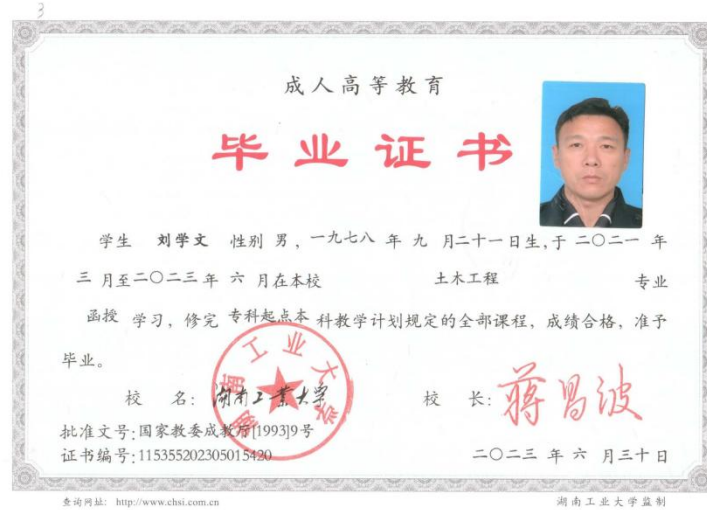 3
成人高等教育
毕业证书
学生 刘学文 性别 男，一九七八 年 九 月二十一日生，于 二〇二一 年
三 月至二〇二三 年 六 月在本校 土木工程 专业
函授 学习，修完 专科起点本 科教学计划规定的全部课程，成绩合格，准予
毕业。
校 名：湖南工业大学 校 长：蒋昌波
湖南工业大学
批准文号：国家教委成教厅[1993]9号
证书编号：115355202305015420 二〇二三 年 六 月三十日
查询网址： http://www.chsi.com.cn 湖南工业大学监制